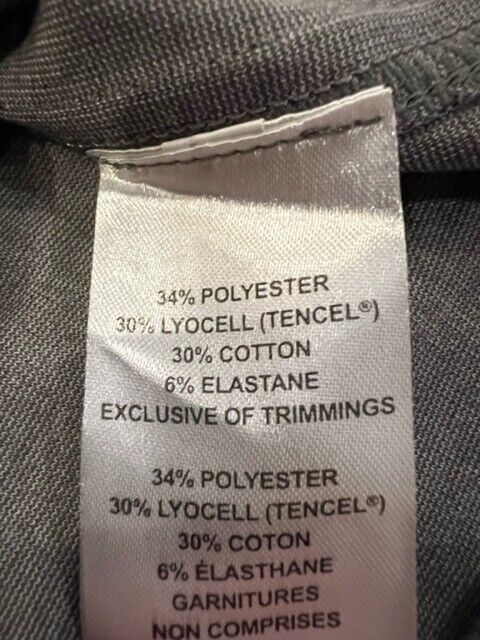 34% POLYESTER
30% LYOCELL (TENCEL®)
30% COTTON
6% ELASTANE
EXCLUSIVE OF TRIMMINGS
34% POLYESTER
30% LYOCELL (TENCEL®)
30% COTON
6% ÉLASTHANE
GARNITURES
NON COMPRISES